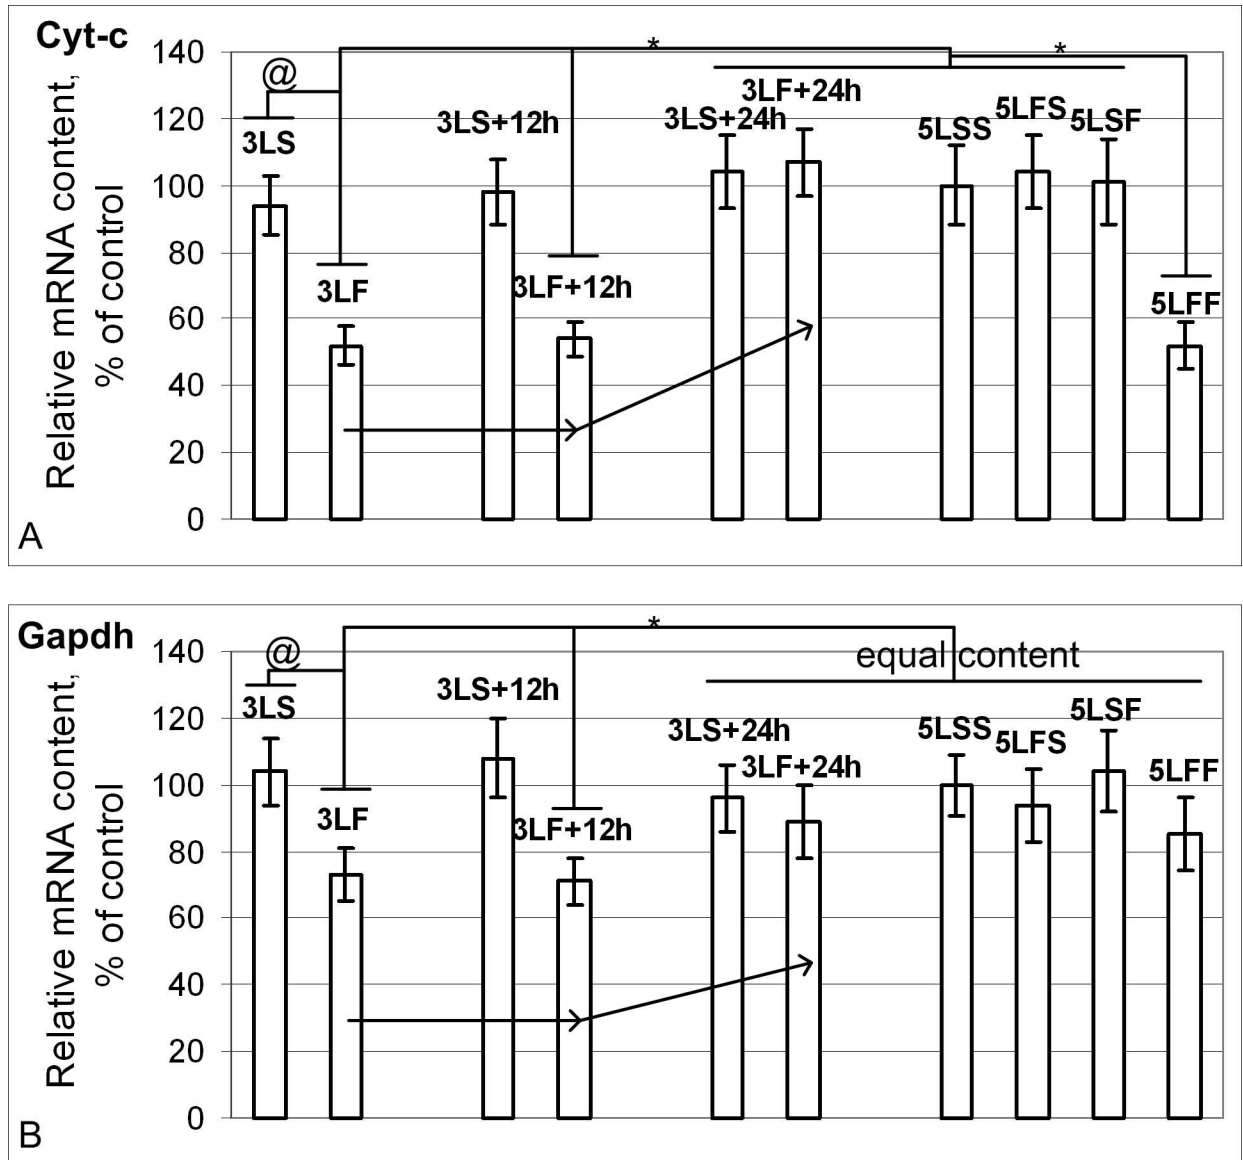 Cyt-c
Relative mRNA content,
% of control
140
120
100
80
60
40
20
0
@
*
*
3LS
3LF
3LS+12h
3LF+12h
3LS+24h
3LF+24h
5LSS
5LFS
5LSF
5LFF
A
Gapdh
Relative mRNA content,
% of control
140
120
100
80
60
40
20
0
@
*
equal content
3LS
3LF
3LS+12h
3LF+12h
3LS+24h
3LF+24h
5LSS
5LFS
5LSF
5LFF
B